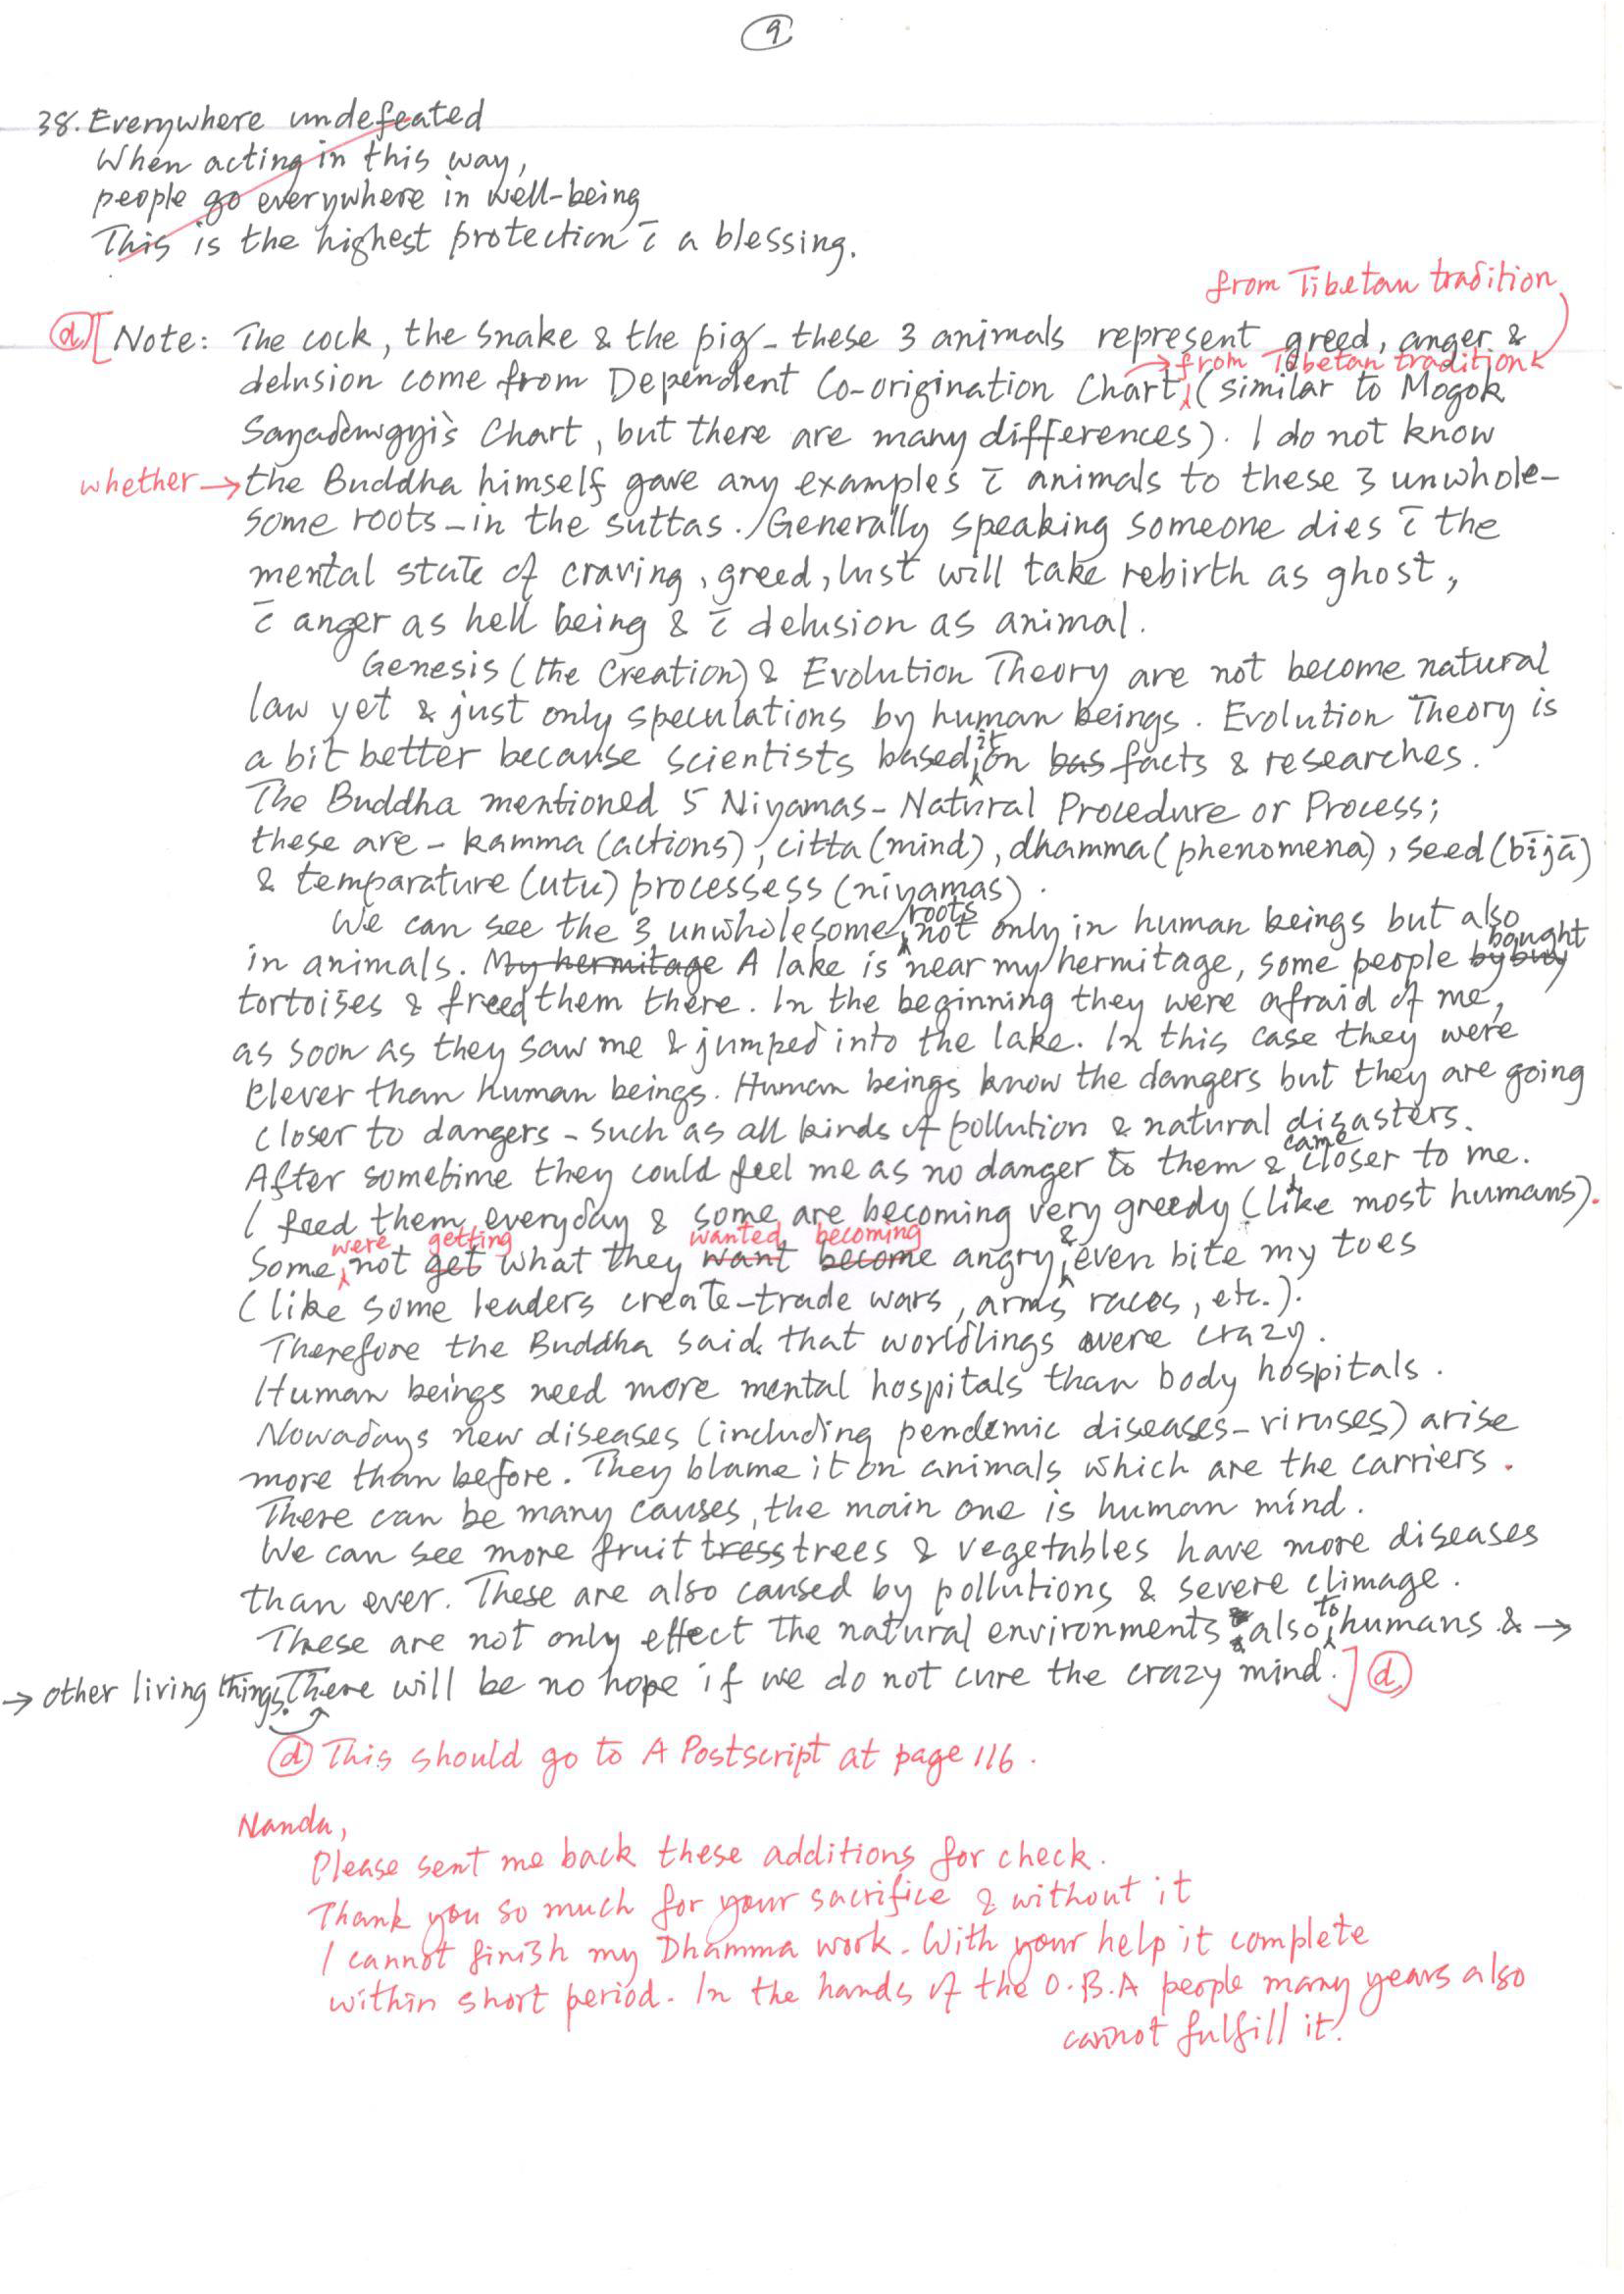 9
38. Everywhere undefeated
When acting in this way,
people go everywhere in well-being
This is the highest protection c̄ a blessing.
from Tibetan tradition
(d) [Note: The cock, the snake & the pig – these 3 animals represent greed, anger &
→ from Tibetan tradition
delusion come from Dependent Co-origination Chart, (similar to Mogok
Sayadawgyi's Chart, but there are many differences). I do not know
whether → the Buddha himself gave any examples c̄ animals to these 3 unwhole-
some roots – in the suttas. / Generally speaking someone dies c̄ the
mental state of craving, greed, lust will take rebirth as ghost,
c̄ anger as hell being & c̄ delusion as animal.
Genesis (the Creation) & Evolution Theory are not become natural
law yet & just only speculations by human beings. Evolution Theory is
a bit better because scientists based it on bas facts & researches.
The Buddha mentioned 5 Niyamas – Natural Procedure or Process;
these are – kamma (actions), citta (mind), dhamma (phenomena), seed (bījā)
& temparature (utu) processess (niyamas).
We can see the 3 unwholesome roots not only in human beings but also
in animals. My hermitage A lake is near my hermitage, some people by buy bought
tortoises & freed them there. In the beginning they were afraid of me,
as soon as they saw me & jumped into the lake. In this case they were
clever than human beings. Human beings know the dangers but they are going
closer to dangers – such as all kinds of pollution & natural disasters.
After sometime they could feel me as no danger to them & came closer to me.
I feed them everyday & some are becoming very greedy (like most humans).
Some were not get getting what they want wanted become becoming angry & even bite my toes
(like some leaders create – trade wars, arms races, etc.).
Therefore the Buddha said that worldlings were crazy.
Human beings need more mental hospitals than body hospitals.
Nowadays new diseases (including pendemic diseases – viruses) arise
more than before. They blame it on animals which are the carriers.
There can be many causes, the main one is human mind.
We can see more fruit tress trees & vegetables have more diseases
than ever. These are also caused by pollutions & severe climage.
These are not only effect the natural environments & also to humans & →
→ other living things. There will be no hope if we do not cure the crazy mind.] (d)
(d) This should go to A Postscript at page 116.
Nanda,
Please sent me back these additions for check.
Thank you so much for your sacrifice & without it
I cannot finish my Dhamma work. With your help it complete
within short period. In the hands of the O.B.A people many years also
cannot fulfill it.